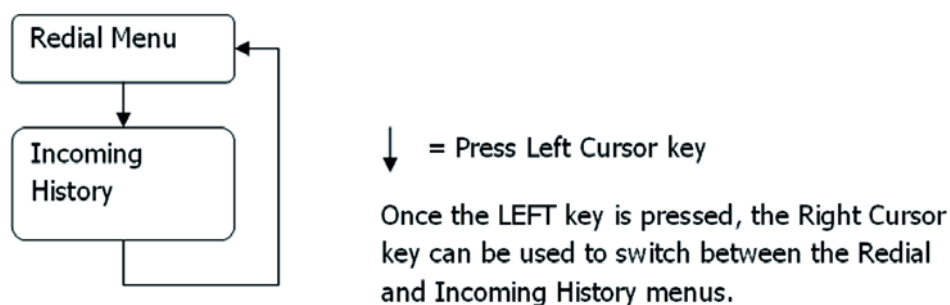 Redial Menu
Incoming
History
= Press Left Cursor key
Once the LEFT key is pressed, the Right Cursor
key can be used to switch between the Redial
and Incoming History menus.